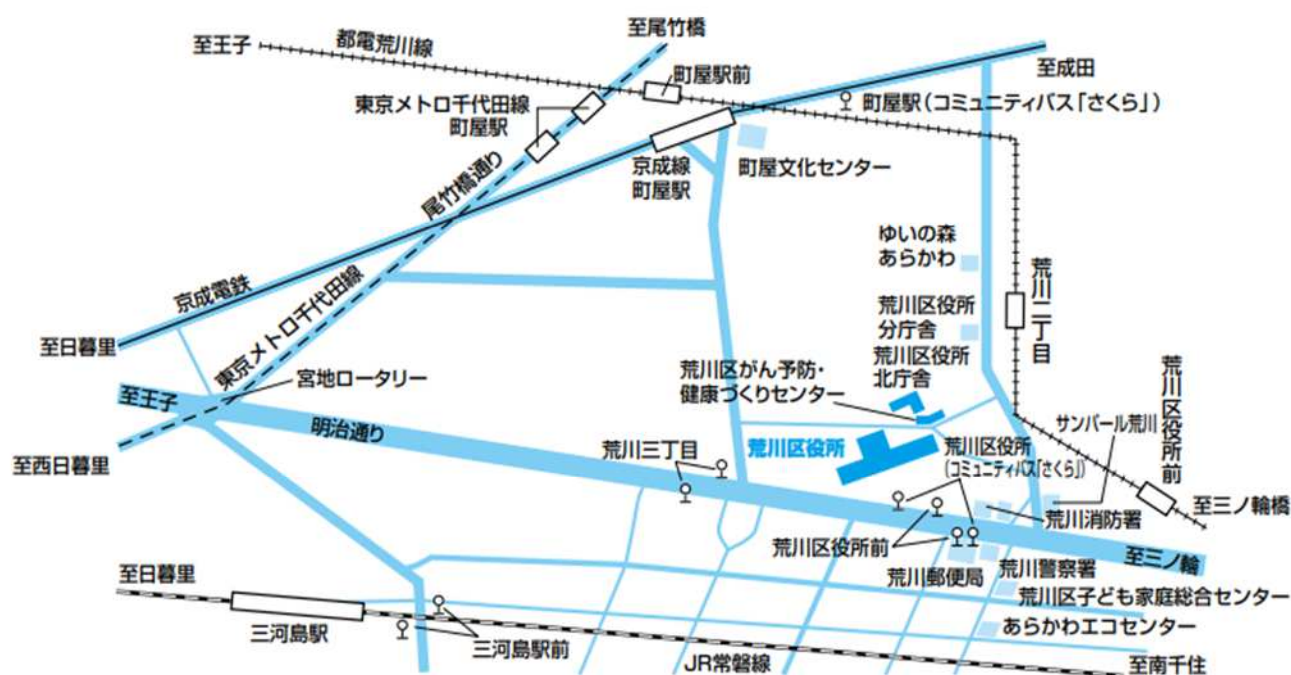 至尾竹橋
都電荒川線
至王子
町屋駅前
至成田
東京メトロ千代田線
町屋駅
町屋駅(コミュニティバス「さくら」)
京成線
町屋駅
町屋文化センター
尾竹橋通り
ゆいの森
あらかわ
荒川二丁目
京成電鉄
至日暮里
東京メトロ千代田線
荒川区役所
分庁舎
荒川区役所
北庁舎
荒川区がん予防・
健康づくりセンター
宮地ロータリー
至王子
明治通り
荒川区役所前
サンパール荒川
至西日暮里
荒川三丁目
荒川区役所
荒川区役所
(コミュニティバス「さくら」)
至三ノ輪橋
荒川消防署
荒川区役所前
至三ノ輪
荒川郵便局
荒川警察署
至日暮里
荒川区子ども家庭総合センター
三河島駅
三河島駅前
あらかわエコセンター
JR常磐線
至南千住